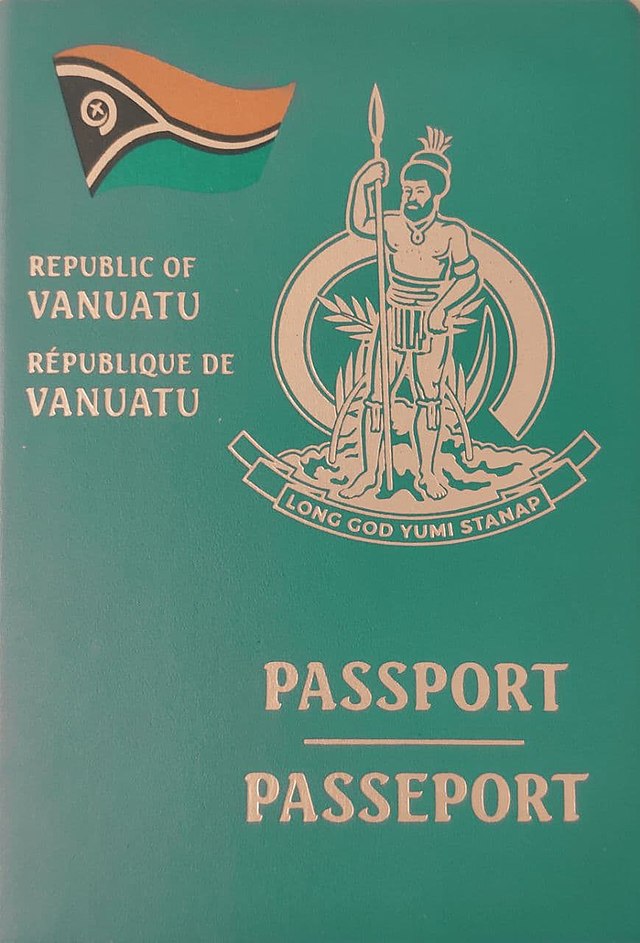 REPUBLIC OF
VANUATU
RÉPUBLIQUE DE
VANUATU
LONG GOD YUMI STANAP
PASSPORT
PASSEPORT